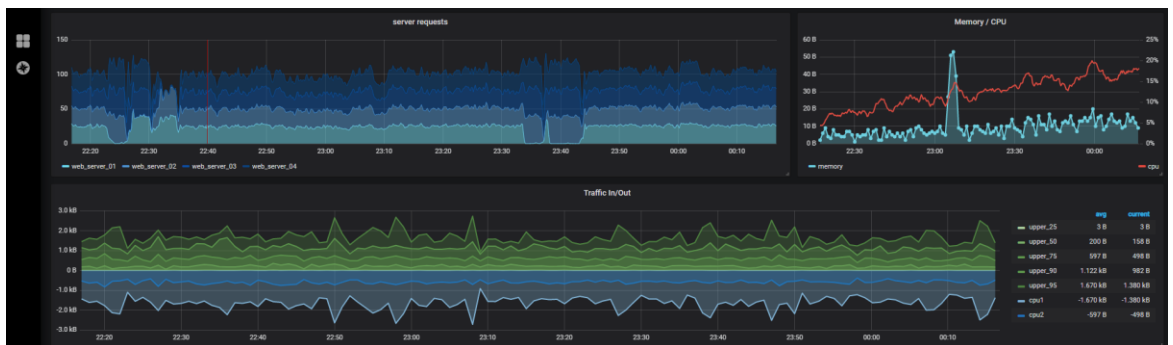 server requests
150
100
50
0
22:20 22:30 22:40 22:50 23:00 23:10 23:20 23:30 23:40 23:50 00:00 00:10
web_server_01 web_server_02 web_server_03 web_server_04
Memory / CPU
60 B 25%
50 B 20%
40 B
30 B 15%
20 B 10%
10 B 5%
0 B 0%
22:30 23:00 23:30 00:00
memory cpu
Traffic In/Out
3.0 kB
2.0 kB
1.0 kB
0 B
-1.0 kB
-2.0 kB
-3.0 kB
22:20 22:30 22:40 22:50 23:00 23:10 23:20 23:30 23:40 23:50 00:00 00:10
avg current
upper_25 3 B 3 B
upper_50 200 B 158 B
upper_75 597 B 498 B
upper_90 1.122 kB 982 B
upper_95 1.670 kB 1.380 kB
cpu1 -1.670 kB -1.380 kB
cpu2 -597 B -498 B